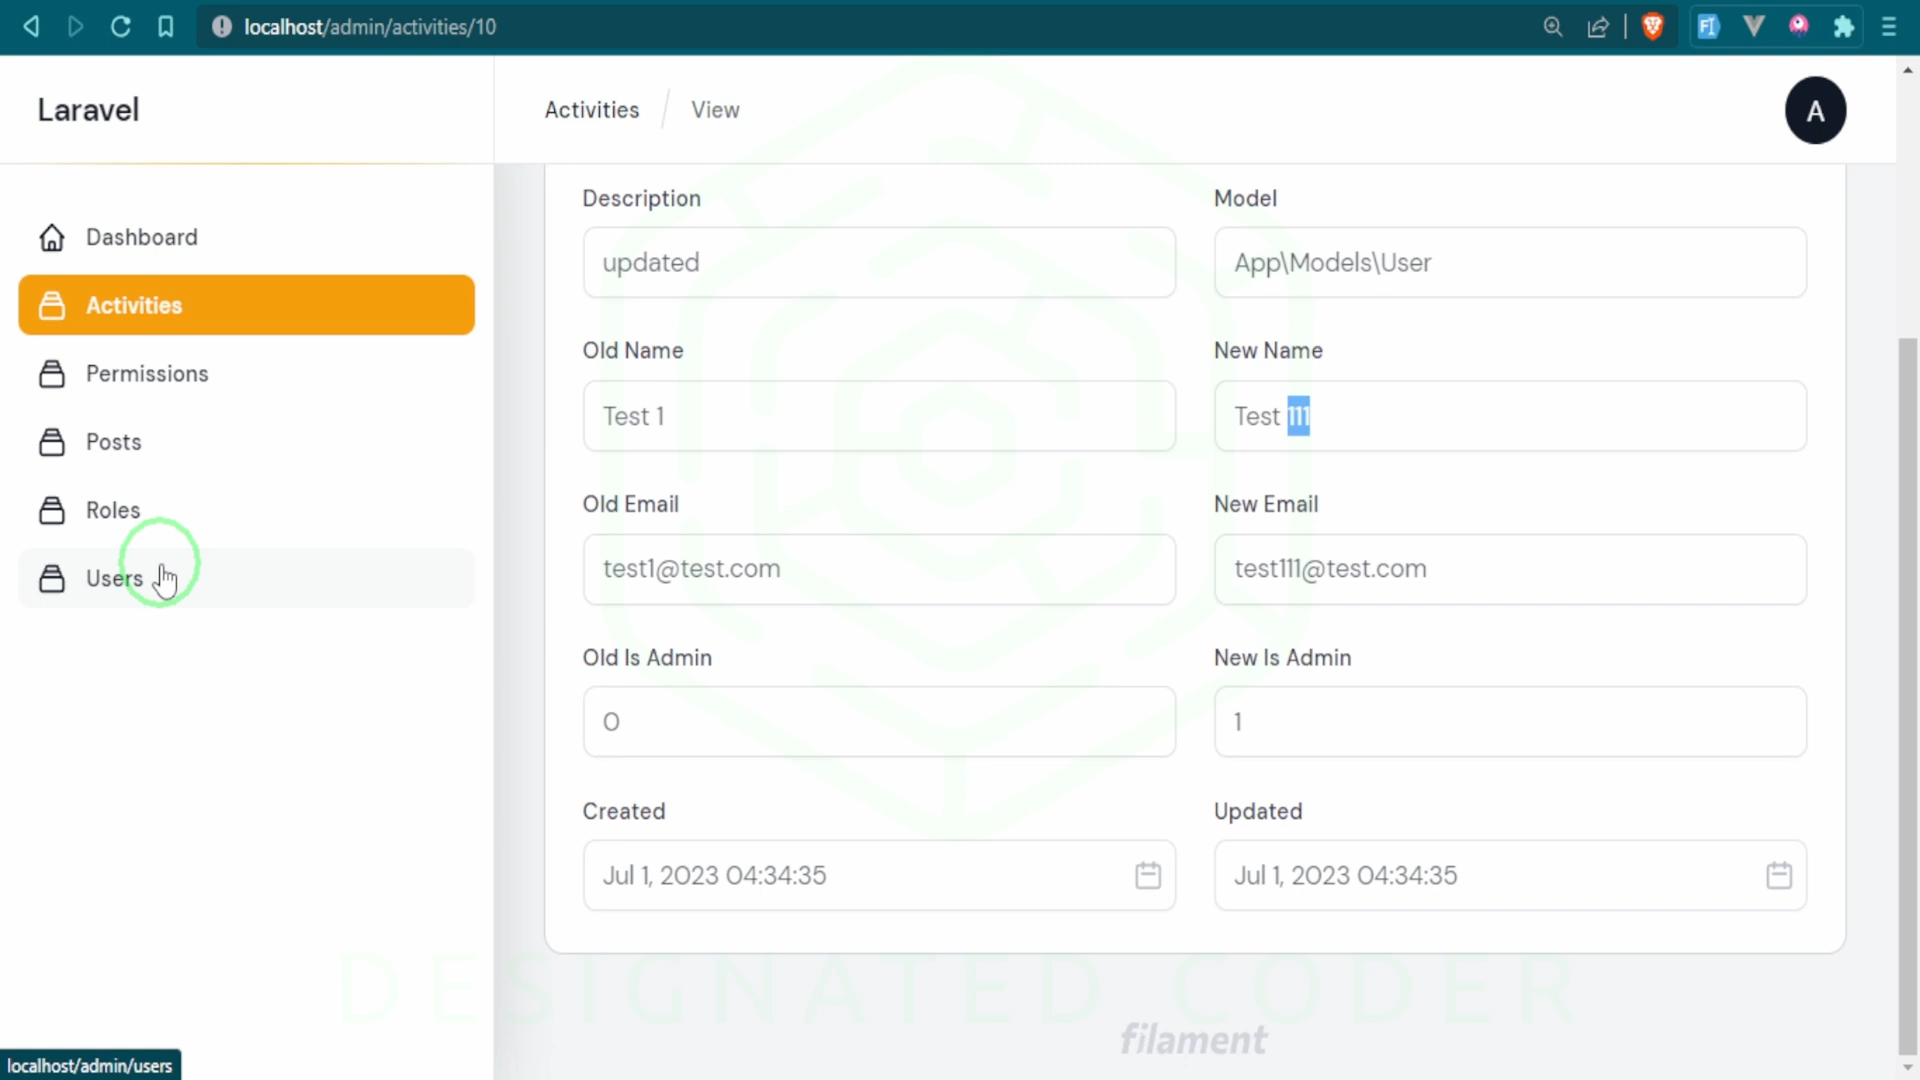 localhost/admin/activities/10
Laravel
Activities
View
A
Dashboard
Activities
Permissions
Posts
Roles
Users
Description
Model
updated
App\Models\User
Old Name
New Name
Test 1
Test 111
Old Email
New Email
test1@test.com
test111@test.com
Old Is Admin
New Is Admin
0
1
Created
Updated
Jul 1, 2023 04:34:35
Jul 1, 2023 04:34:35
DESIGNATED CODER
filament
localhost/admin/users